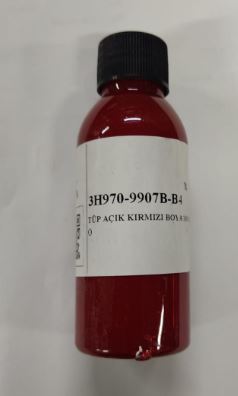 3H970-9907B-B4
TÜP AÇIK KIRMIZI BOYA
O